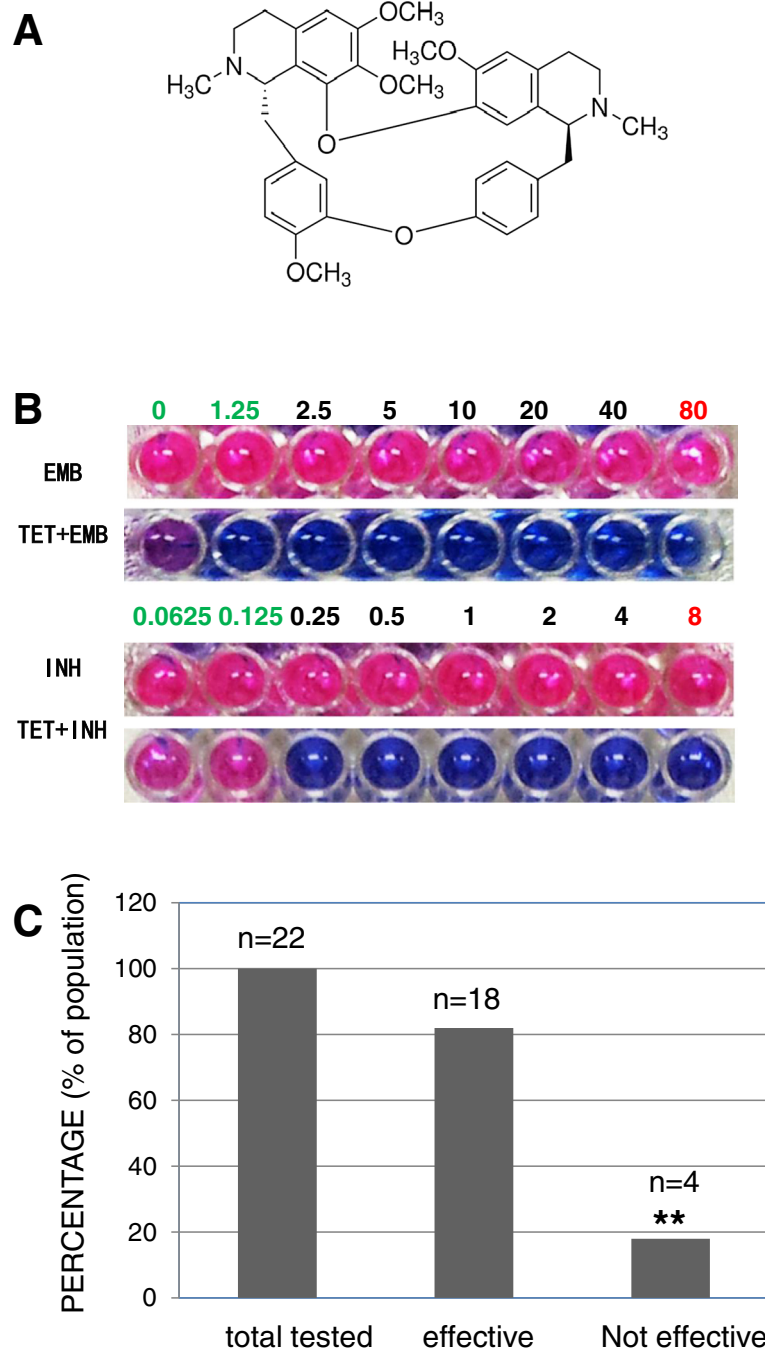 A
OCH3
H3CO
N
H3C
OCH3
N
CH3
O
O
OCH3
B
0 1.25 2.5 5 10 20 40 80
EMB
TET+EMB
0.0625 0.125 0.25 0.5 1 2 4 8
INH
TET+INH
C
PERCENTAGE (% of population)
120
100
80
60
40
20
0
n=22
n=18
n=4
**
total tested effective Not effective